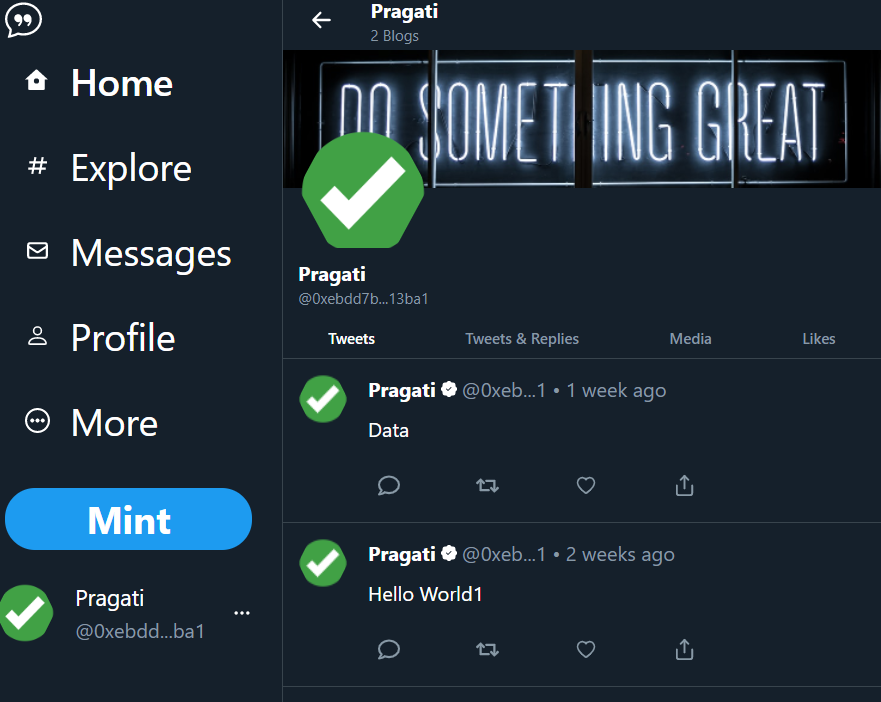 Home
Explore
Messages
Profile
More
Mint
Pragati
@0xebdd...ba1
Pragati
2 Blogs
DO SOMETHING GREAT
Pragati
@0xebdd7b...13ba1
Tweets Tweets & Replies Media Likes
Pragati @0xeb...1 • 1 week ago
Data
Pragati @0xeb...1 • 2 weeks ago
Hello World1